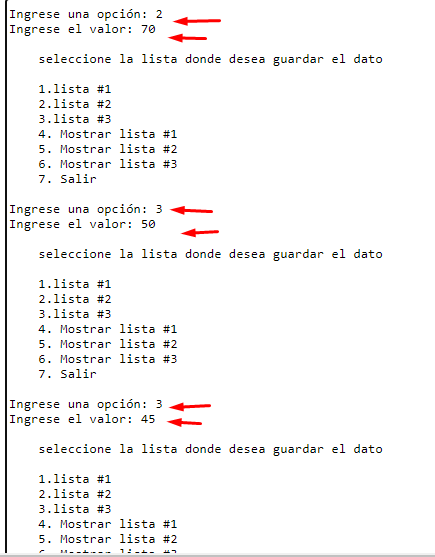 Ingrese una opción: 2
Ingrese el valor: 70
seleccione la lista donde desea guardar el dato
1.lista #1
2.lista #2
3.lista #3
4. Mostrar lista #1
5. Mostrar lista #2
6. Mostrar lista #3
7. Salir
Ingrese una opción: 3
Ingrese el valor: 50
seleccione la lista donde desea guardar el dato
1.lista #1
2.lista #2
3.lista #3
4. Mostrar lista #1
5. Mostrar lista #2
6. Mostrar lista #3
7. Salir
Ingrese una opción: 3
Ingrese el valor: 45
seleccione la lista donde desea guardar el dato
1.lista #1
2.lista #2
3.lista #3
4. Mostrar lista #1
5. Mostrar lista #2
6. Mostrar lista #3